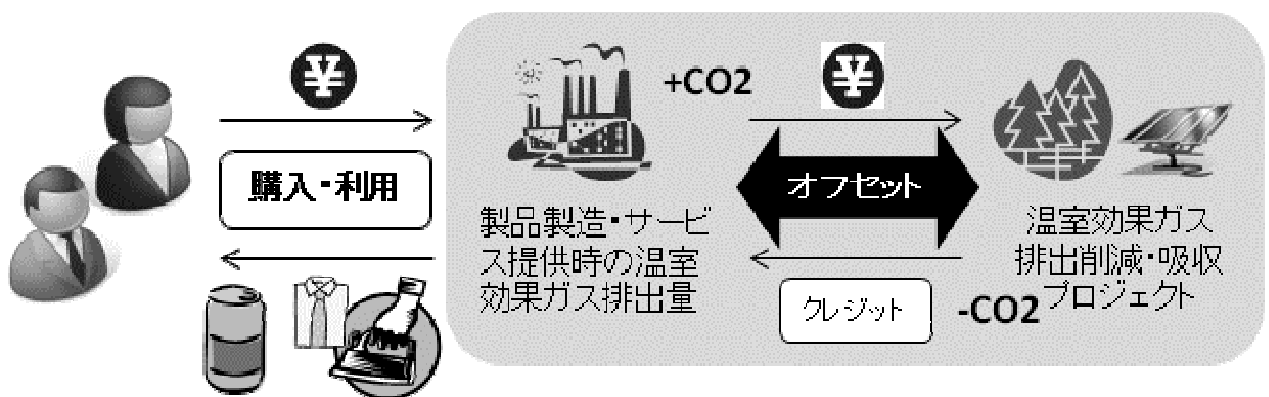 ¥
購入・利用
+CO2
製品製造・サービ
ス提供時の温室
効果ガス排出量
¥
オフセット
クレジット
-CO2
温室効果ガス
排出削減・吸収
プロジェクト